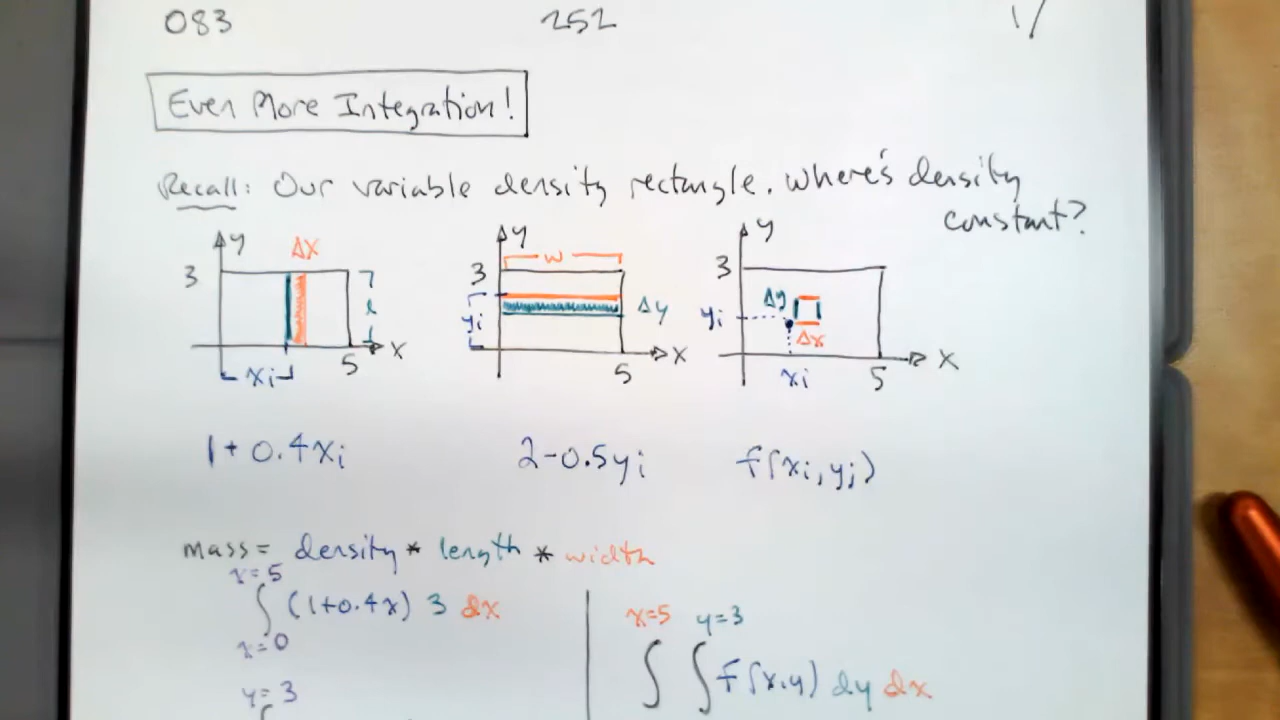 083 252 1/
Even More Integration!
Recall: Our variable density rectangle. Where's density
constant?
y Δx 3 l x xi 5
y w 3 yi Δy x 5
y 3 Δy yi Δx x xi 5
1+0.4xi 2-0.5yi f(xi,yj)
mass = density * length * width
x=5
∫ (1+0.4x) 3 dx
x=0
y=3
x=5 y=3
∫ ∫ f(x,y) dy dx